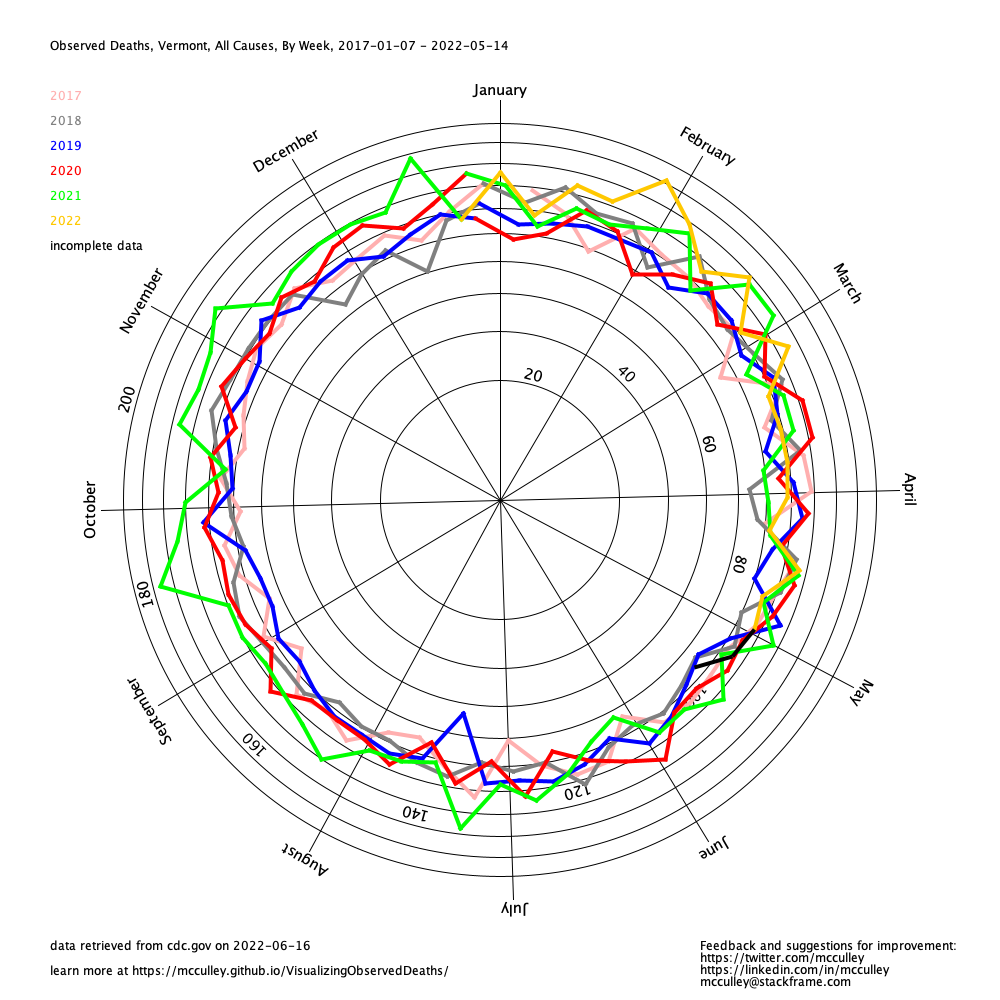 Observed Deaths, Vermont, All Causes, By Week, 2017-01-07 - 2022-05-14
2017
2018
2019
2020
2021
2022
incomplete data
January
February
March
April
May
June
July
August
September
October
November
December
20
40
60
80
120
140
160
180
200
data retrieved from cdc.gov on 2022-06-16
learn more at https://mcculley.github.io/VisualizingObservedDeaths/
Feedback and suggestions for improvement:
https://twitter.com/mcculley
https://linkedin.com/in/mcculley
mcculley@stackframe.com